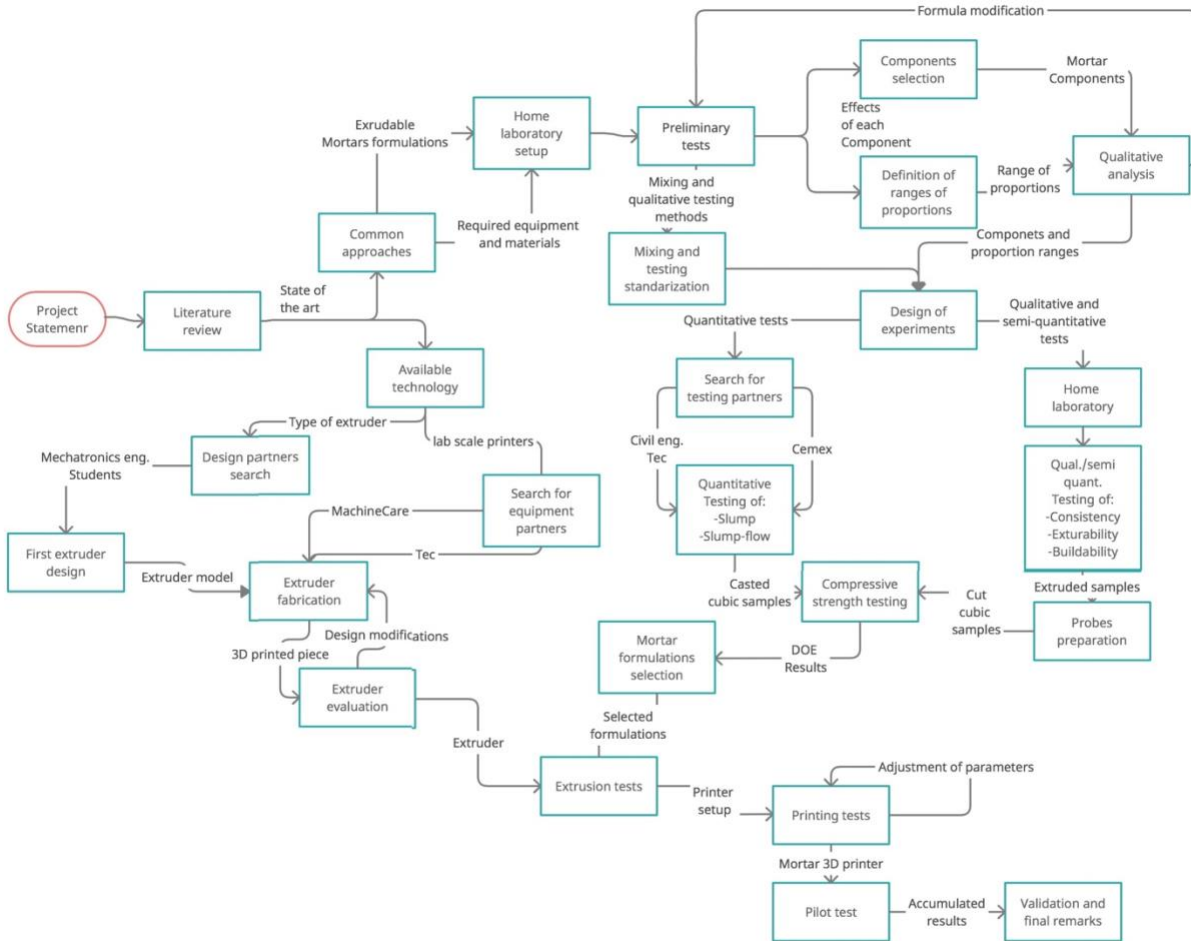 Formula modification
Components
selection
Mortar
Components
Exrudable
Mortars formulations
Home
laboratory
setup
Preliminary
tests
Effects
of each
Component
Qualitative
analysis
Definition of
ranges of
proportions
Range of
proportions
Mixing and
qualitative testing
methods
Common
approaches
Required equipment
and materials
Componets and
proportion ranges
Mixing and
testing
standarization
Project
Statemenr
Literature
review
State of
the art
Design of
experiments
Quantitative tests
Qualitative and
semi-quantitative
tests
Available
technology
Search for
testing partners
Home
laboratory
Type of extruder
lab scale printers
Civil eng.
Tec
Cemex
Mechatronics eng.
Students
Design partners
search
Quantitative
Testing of:
-Slump
-Slump-flow
Qual./semi
quant.
Testing of:
-Consistency
-Exturability
-Buildability
MachineCare
Search for
equipment
partners
First extruder
design
Tec
Extruder model
Extruder
fabrication
Casted
cubic samples
Compressive
strength testing
Cut
cubic
samples
Extruded samples
Probes
preparation
Design modifications
3D printed piece
Mortar
formulations
selection
DOE
Results
Extruder
evaluation
Selected
formulations
Extruder
Extrusion tests
Printer
setup
Adjustment of parameters
Printing tests
Mortar 3D printer
Pilot test
Accumulated
results
Validation and
final remarks